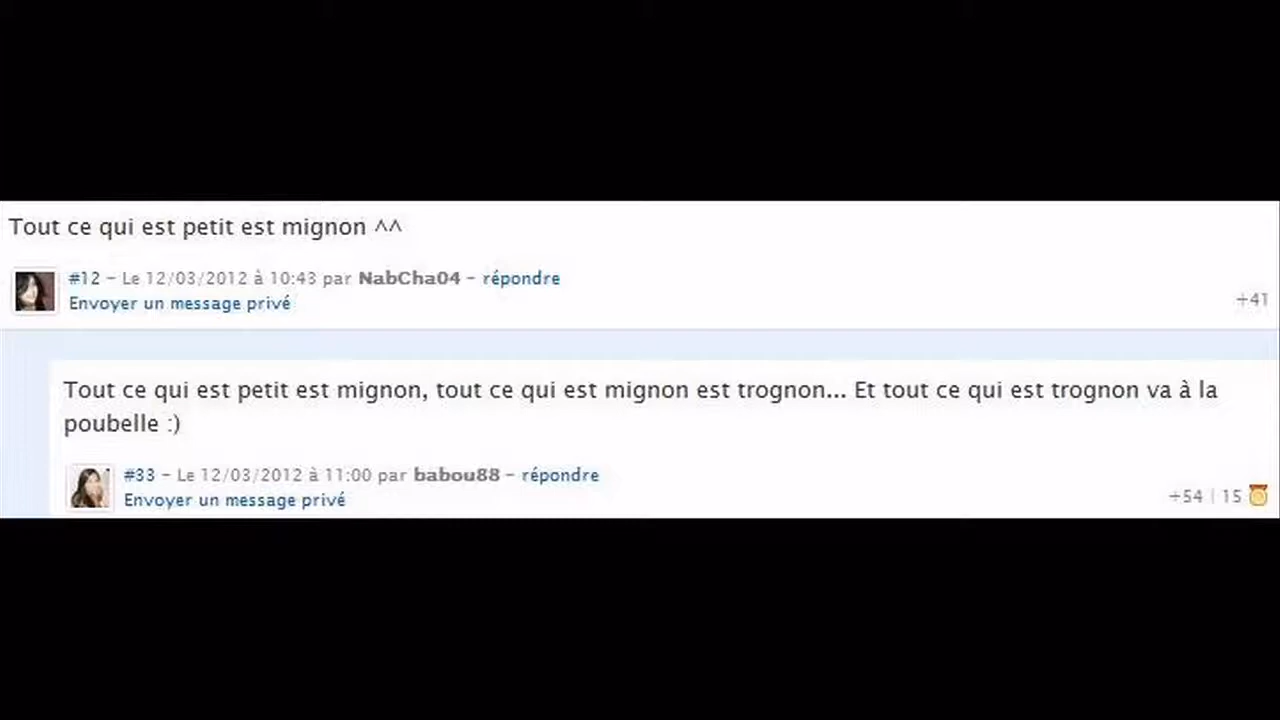 Tout ce qui est petit est mignon ^^
#12 - Le 12/03/2012 à 10:43 par NabCha04 - répondre
Envoyer un message privé
+41
Tout ce qui est petit est mignon, tout ce qui est mignon est trognon... Et tout ce qui est trognon va à la
poubelle :)
#33 - Le 12/03/2012 à 11:00 par babou88 - répondre
Envoyer un message privé
+54 | 15